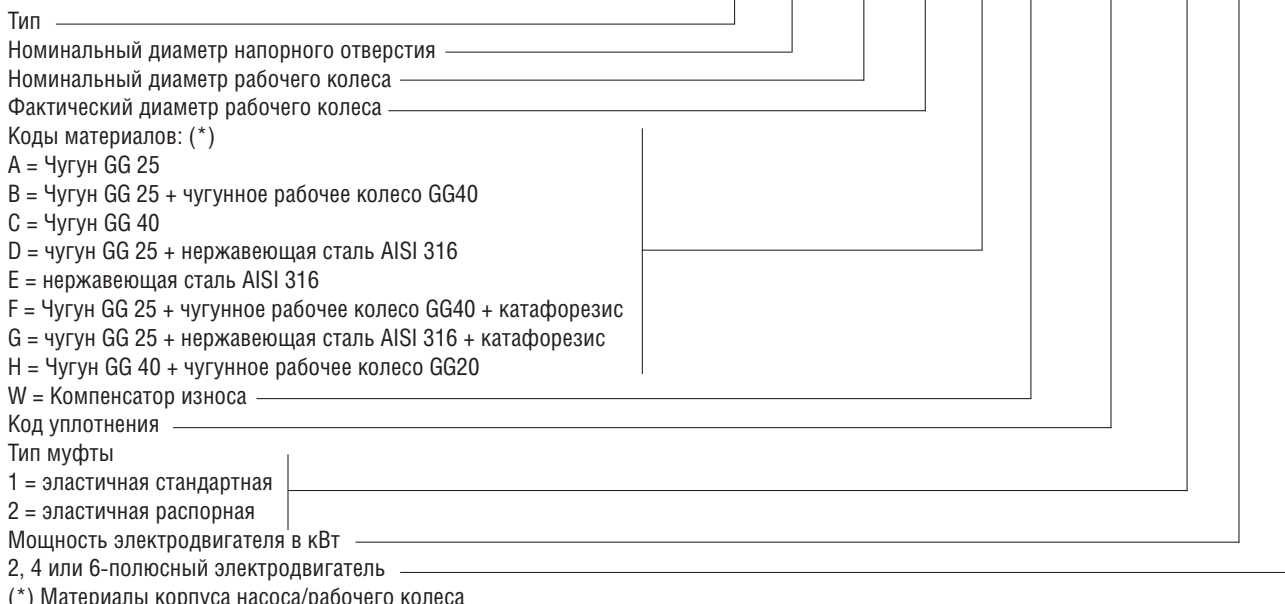 Тип
Номинальный диаметр напорного отверстия
Номинальный диаметр рабочего колеса
Фактический диаметр рабочего колеса
Коды материалов: (*)
A = Чугун GG 25
B = Чугун GG 25 + чугунное рабочее колесо GG40
C = Чугун GG 40
D = чугун GG 25 + нержавеющая сталь AISI 316
E = нержавеющая сталь AISI 316
F = Чугун GG 25 + чугунное рабочее колесо GG40 + катафорезис
G = чугун GG 25 + нержавеющая сталь AISI 316 + катафорезис
H = Чугун GG 40 + чугунное рабочее колесо GG20
W = Компенсатор износа
Код уплотнения
Тип муфты
1 = эластичная стандартная
2 = эластичная распорная
Мощность электродвигателя в кВт
2, 4 или 6-полюсный электродвигатель
(*) Материалы корпуса насоса/рабочего колеса